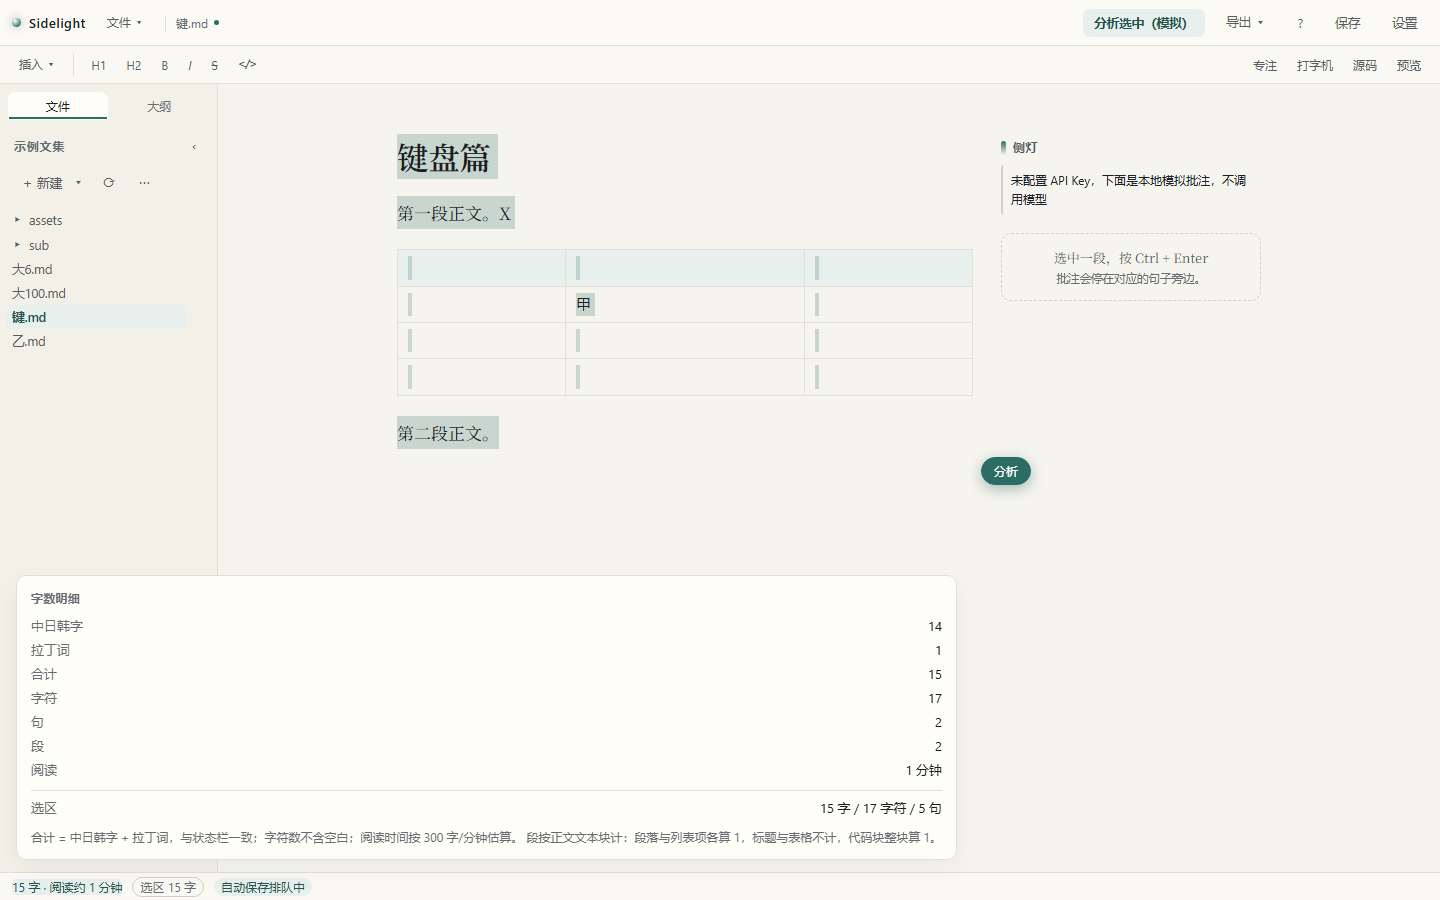 Sidelight 文件 键.md 分析选中（模拟） 导出 ? 保存 设置
插入 H1 H2 B I S </> 专注 打字机 源码 预览
文件 大纲
示例文集
+ 新建 ···
assets
sub
大6.md
大100.md
键.md
乙.md
键盘篇
第一段正文。X
甲
第二段正文。
侧灯
未配置 API Key，下面是本地模拟批注，不调
用模型
选中一段，按 Ctrl + Enter
批注会停在对应的句子旁边。
分析
字数明细
中日韩字 14
拉丁词 1
合计 15
字符 17
句 2
段 2
阅读 1 分钟
选区 15 字 / 17 字符 / 5 句
合计 = 中日韩字 + 拉丁词，与状态栏一致；字符数不含空白；阅读时间按 300 字/分钟估算。 段按正文文本块计：段落与列表项各算 1，标题与表格不计，代码块整块算 1。
15 字 · 阅读约 1 分钟 选区 15 字 自动保存排队中